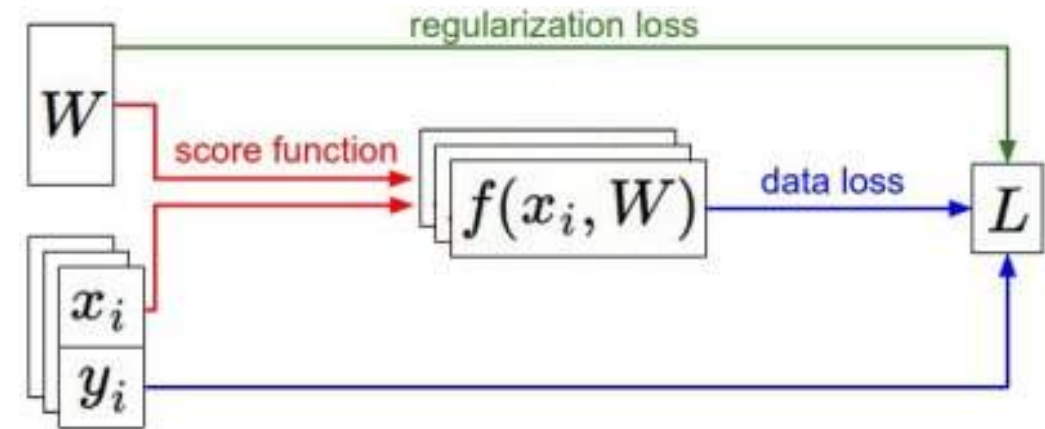 regularization loss
W
score function
f(x_i, W)
data loss
L
x_i
y_i